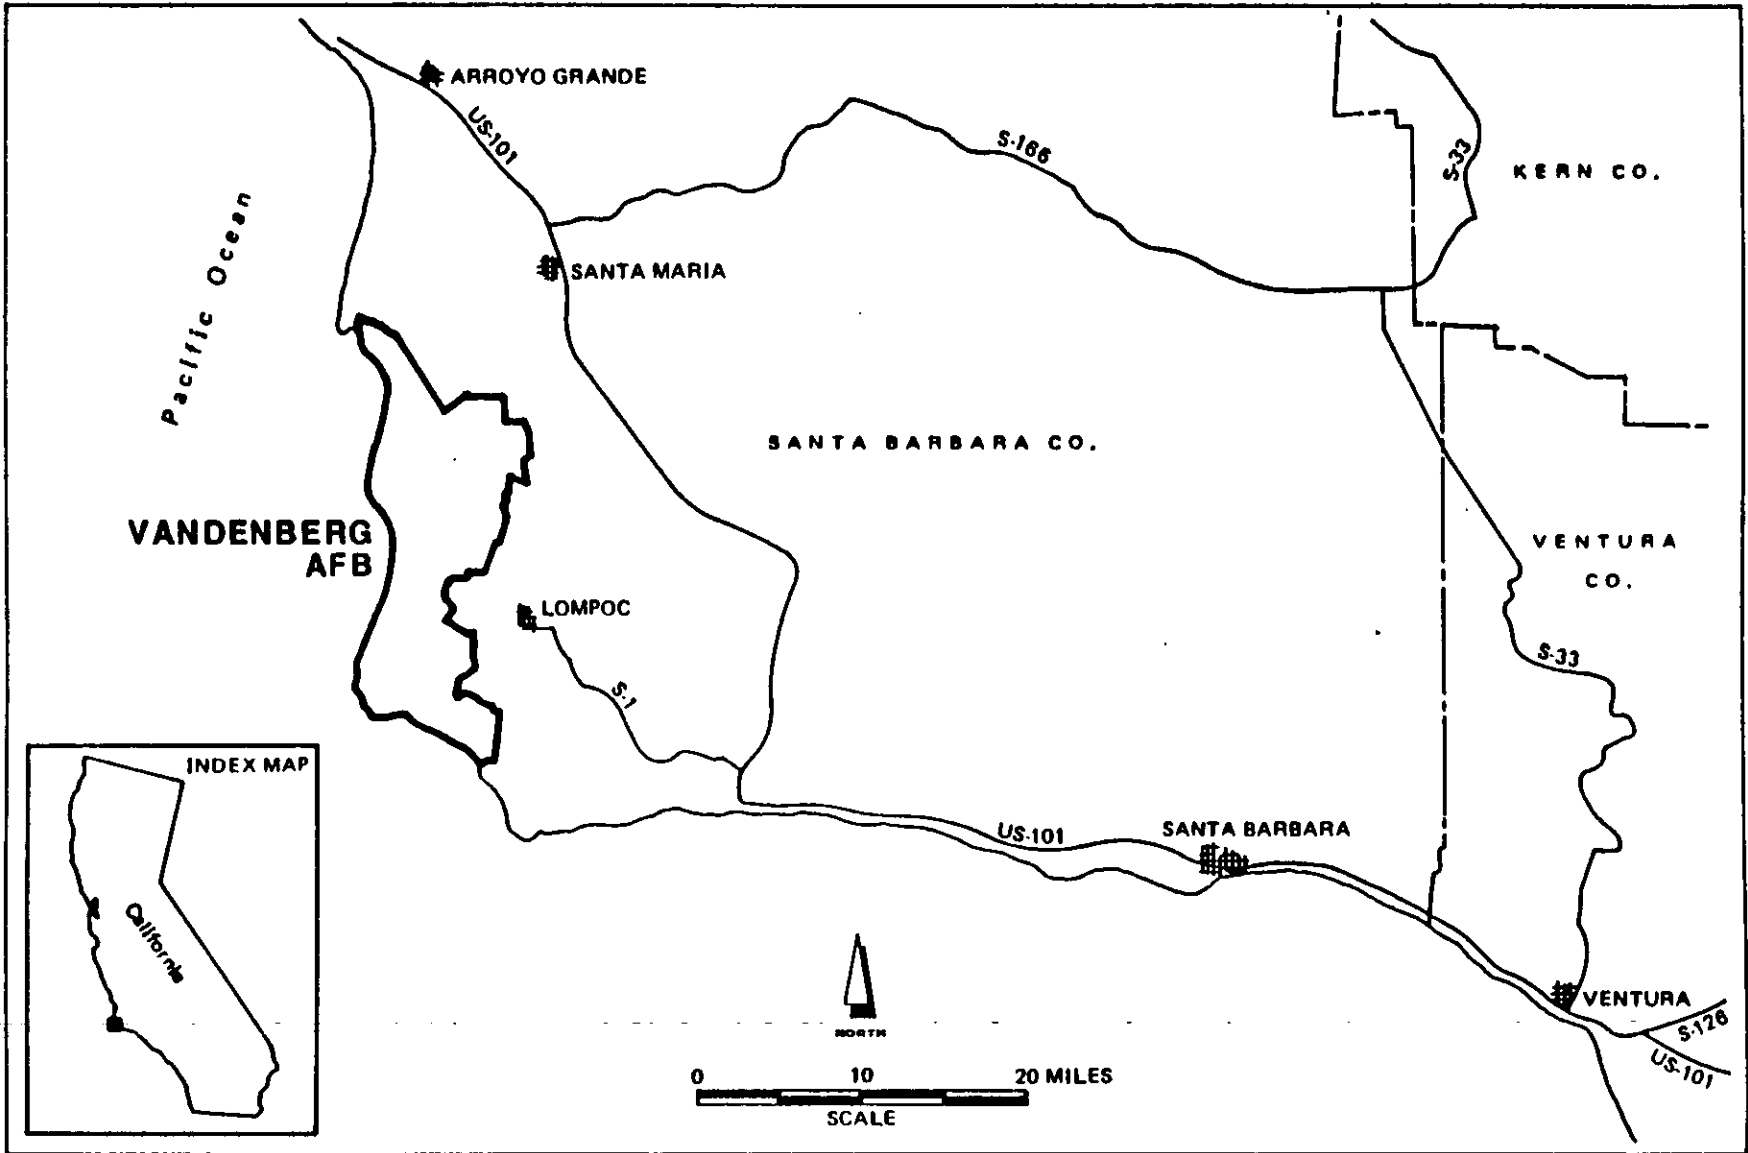 ARROYO GRANDE
US-101
S-166
S-33
KERN CO.
Pacific Ocean
SANTA MARIA
SANTA BARBARA CO.
VANDENBERG
AFB
VENTURA
CO.
LOMPOC
S-1
S-33
INDEX MAP
California
US-101
SANTA BARBARA
VENTURA
S-126
US-101
NORTH
0 10 20 MILES
SCALE